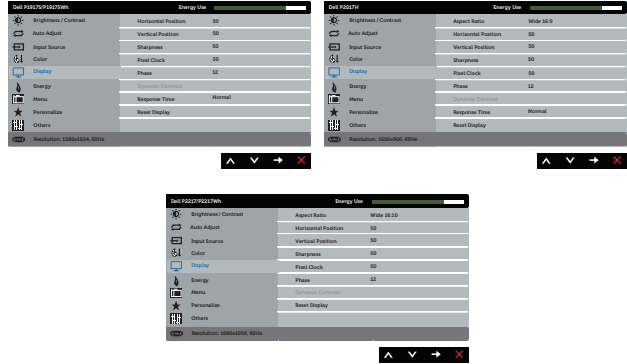 Dell P1917S/P1917SWh Energy Use
Brightness / Contrast Horizontal Position 50
Auto Adjust Vertical Position 50
Input Source Sharpness 50
Color Pixel Clock 50
Display Phase 12
Energy Dynamic Contrast
Menu Response Time Normal
Personalize Reset Display
Others
Resolution: 1280x1024, 60Hz
Dell P2017H Energy Use
Brightness / Contrast Aspect Ratio Wide 16:9
Auto Adjust Horizontal Position 50
Input Source Vertical Position 50
Color Sharpness 50
Display Pixel Clock 50
Energy Phase 12
Menu Dynamic Contrast
Personalize Response Time Normal
Others Reset Display
Resolution: 1600x900, 60Hz
Dell P2217/P2217Wh Energy Use
Brightness / Contrast Aspect Ratio Wide 16:10
Auto Adjust Horizontal Position 50
Input Source Vertical Position 50
Color Sharpness 50
Display Pixel Clock 50
Energy Phase 12
Menu Dynamic Contrast
Personalize Reset Display
Others
Resolution: 1680x1050, 60Hz